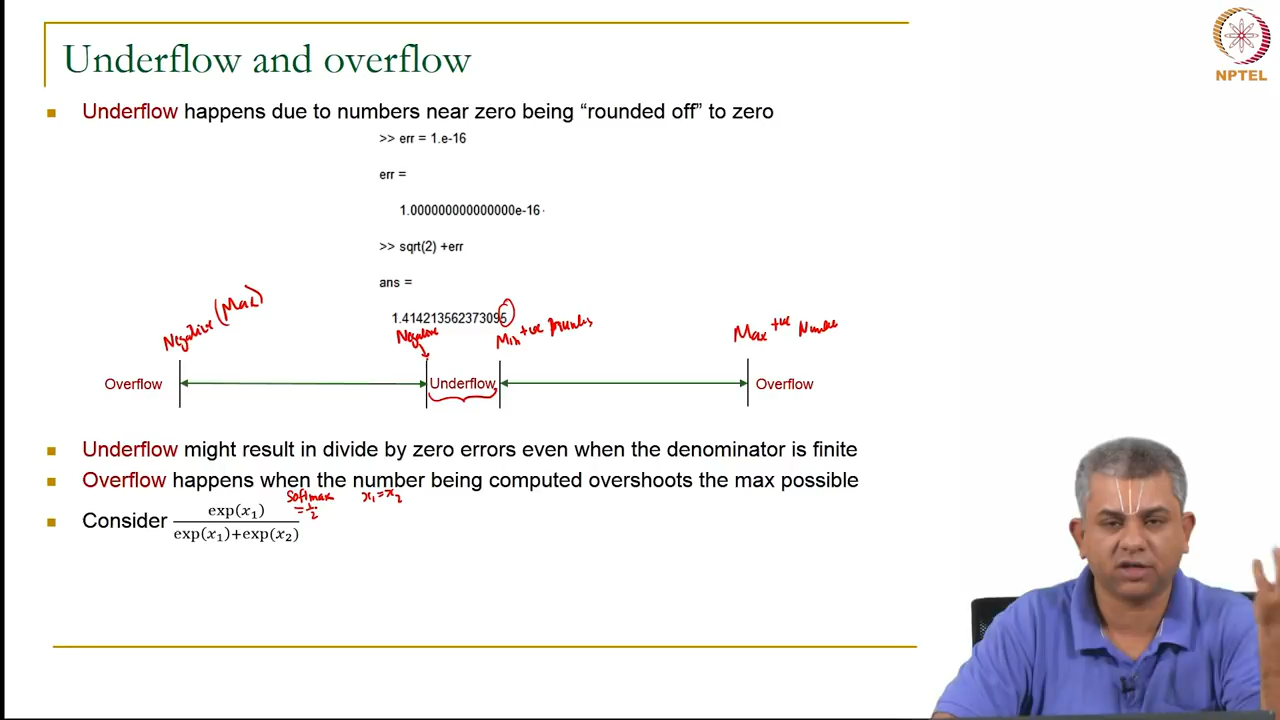 Underflow and overflow
NPTEL
Underflow happens due to numbers near zero being “rounded off” to zero
>> err = 1.e-16
err =
1.000000000000000e-16
>> sqrt(2) +err
ans =
1.414213562373095
Negative (Max)
Negative
Min +ve Number
Max +ve Number
Overflow
Underflow
Overflow
Underflow might result in divide by zero errors even when the denominator is finite
Overflow happens when the number being computed overshoots the max possible
Softmax = 1/2
x₁=x₂
Consider exp(x₁) / exp(x₁)+exp(x₂)